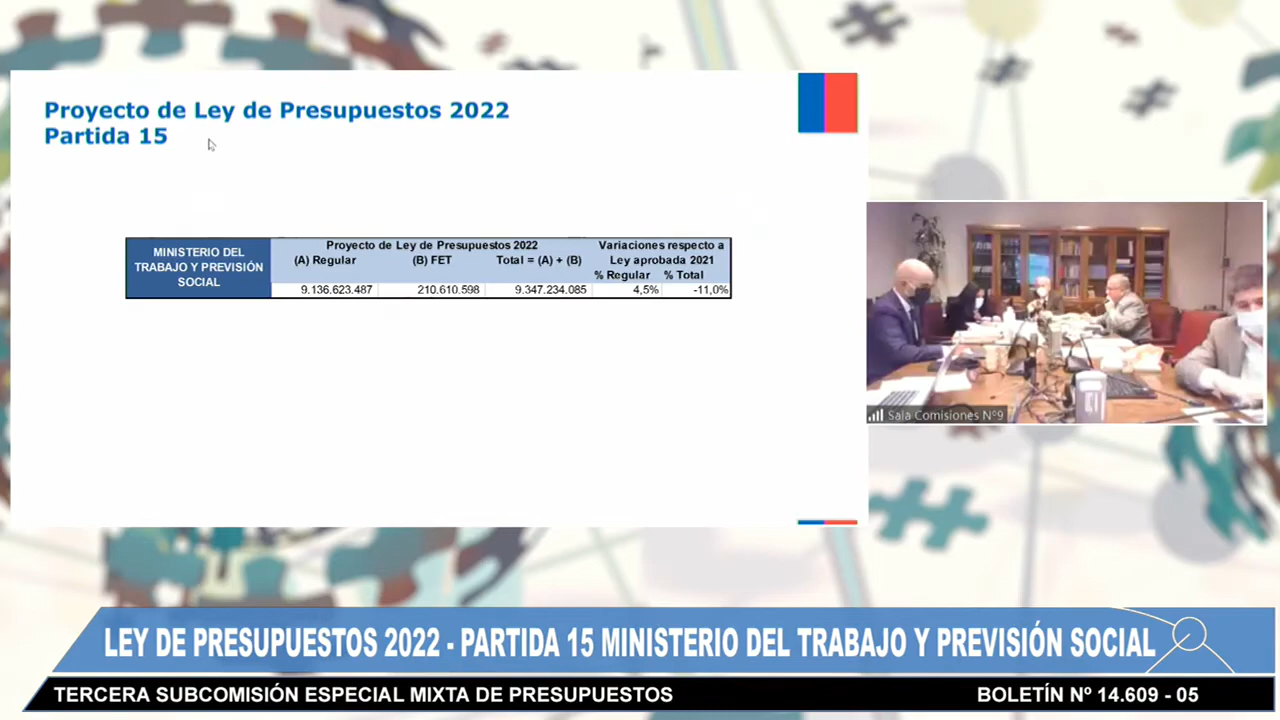 Proyecto de Ley de Presupuestos 2022
Partida 15
MINISTERIO DEL
TRABAJO Y PREVISIÓN
SOCIAL
Proyecto de Ley de Presupuestos 2022
(A) Regular (B) FET Total = (A) + (B)
Variaciones respecto a
Ley aprobada 2021
% Regular % Total
9.136.623.487 210.610.598 9.347.234.085 4,5% -11,0%
Sala Comisiones Nº9
LEY DE PRESUPUESTOS 2022 - PARTIDA 15 MINISTERIO DEL TRABAJO Y PREVISIÓN SOCIAL
TERCERA SUBCOMISIÓN ESPECIAL MIXTA DE PRESUPUESTOS
BOLETÍN Nº 14.609 - 05